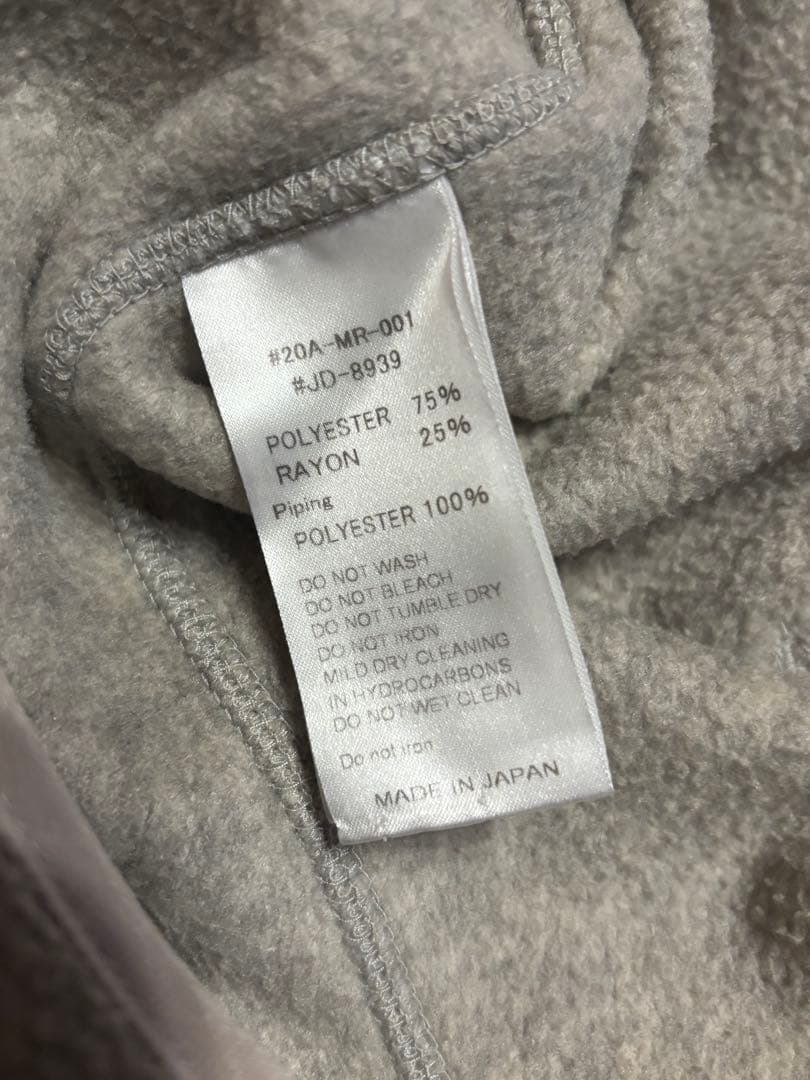 #20A-MR-001
#JD-8939
POLYESTER 75%
RAYON 25%
Piping
POLYESTER 100%
DO NOT WASH
DO NOT BLEACH
DO NOT TUMBLE DRY
DO NOT IRON
MILD DRY CLEANING
IN HYDROCARBONS
DO NOT WET CLEAN
Do not iron
MADE IN JAPAN